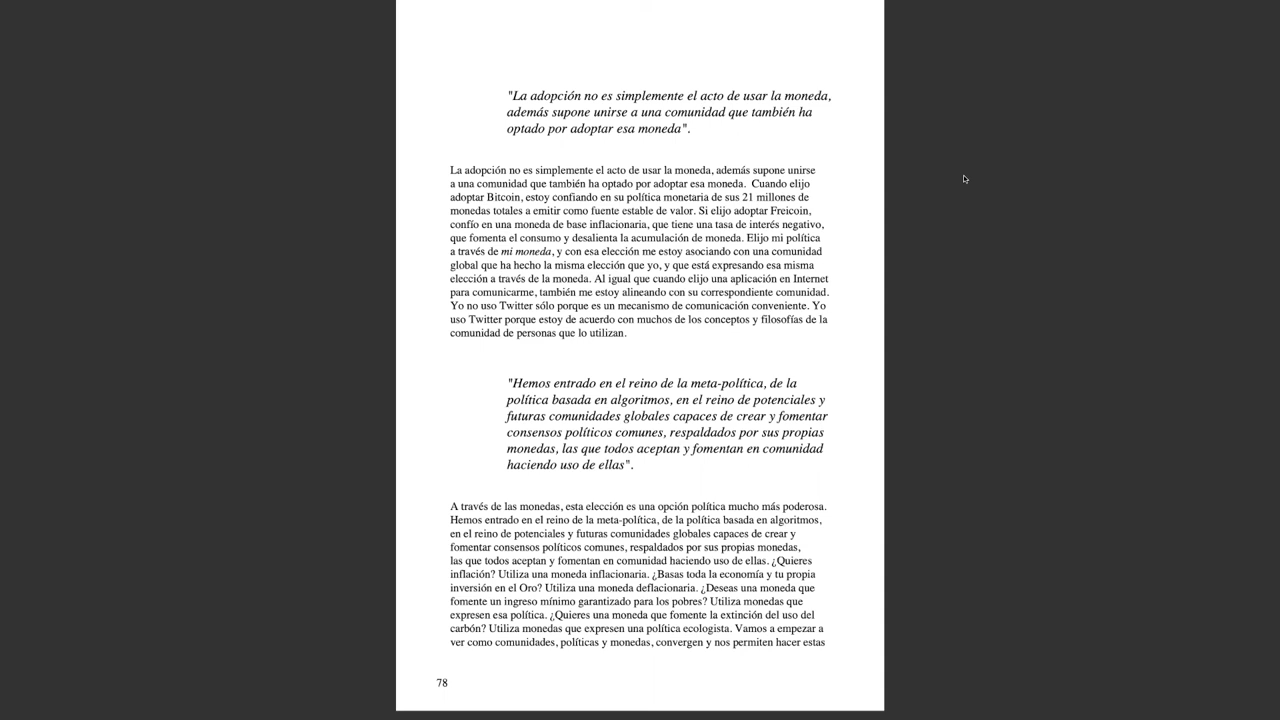 "La adopción no es simplemente el acto de usar la moneda,
además supone unirse a una comunidad que también ha
optado por adoptar esa moneda".
La adopción no es simplemente el acto de usar la moneda, además supone unirse
a una comunidad que también ha optado por adoptar esa moneda.  Cuando elijo
adoptar Bitcoin, estoy confiando en su política monetaria de sus 21 millones de
monedas totales a emitir como fuente estable de valor. Si elijo adoptar Freicoin,
confío en una moneda de base inflacionaria, que tiene una tasa de interés negativo,
que fomenta el consumo y desalienta la acumulación de moneda. Elijo mi política
a través de mi moneda, y con esa elección me estoy asociando con una comunidad
global que ha hecho la misma elección que yo, y que está expresando esa misma
elección a través de la moneda. Al igual que cuando elijo una aplicación en Internet
para comunicarme, también me estoy alineando con su correspondiente comunidad.
Yo no uso Twitter sólo porque es un mecanismo de comunicación conveniente. Yo
uso Twitter porque estoy de acuerdo con muchos de los conceptos y filosofías de la
comunidad de personas que lo utilizan.
"Hemos entrado en el reino de la meta-política, de la
política basada en algoritmos, en el reino de potenciales y
futuras comunidades globales capaces de crear y fomentar
consensos políticos comunes, respaldados por sus propias
monedas, las que todos aceptan y fomentan en comunidad
haciendo uso de ellas".
A través de las monedas, esta elección es una opción política mucho más poderosa.
Hemos entrado en el reino de la meta-política, de la política basada en algoritmos,
en el reino de potenciales y futuras comunidades globales capaces de crear y
fomentar consensos políticos comunes, respaldados por sus propias monedas,
las que todos aceptan y fomentan en comunidad haciendo uso de ellas. ¿Quieres
inflación? Utiliza una moneda inflacionaria. ¿Basas toda la economía y tu propia
inversión en el Oro? Utiliza una moneda deflacionaria. ¿Deseas una moneda que
fomente un ingreso mínimo garantizado para los pobres? Utiliza monedas que
expresen esa política. ¿Quieres una moneda que fomente la extinción del uso del
carbón? Utiliza monedas que expresen una política ecologista. Vamos a empezar a
ver como comunidades, políticas y monedas, convergen y nos permiten hacer estas
78